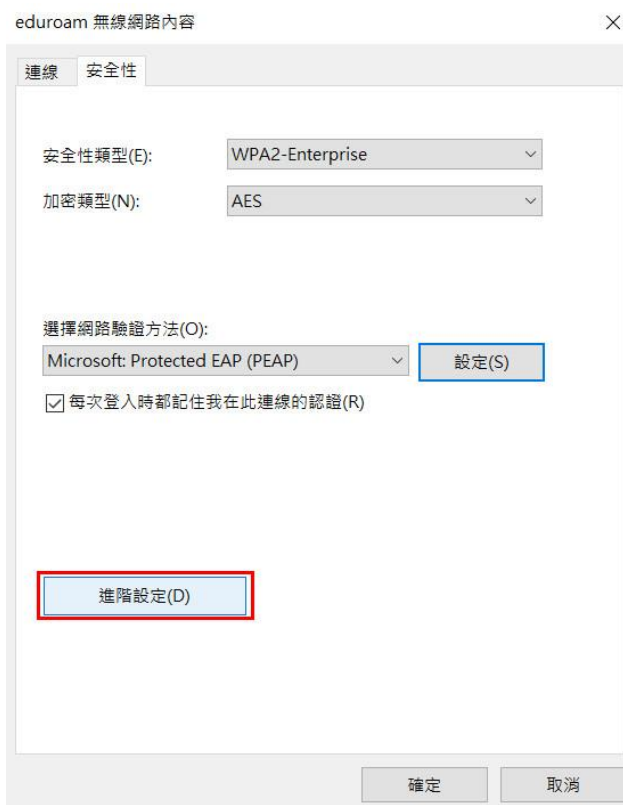 eduroam 無線網路內容
連線 安全性
安全性類型(E): WPA2-Enterprise
加密類型(N): AES
選擇網路驗證方法(O):
Microsoft: Protected EAP (PEAP) 設定(S)
每次登入時都記住我在此連線的認證(R)
進階設定(D)
確定 取消